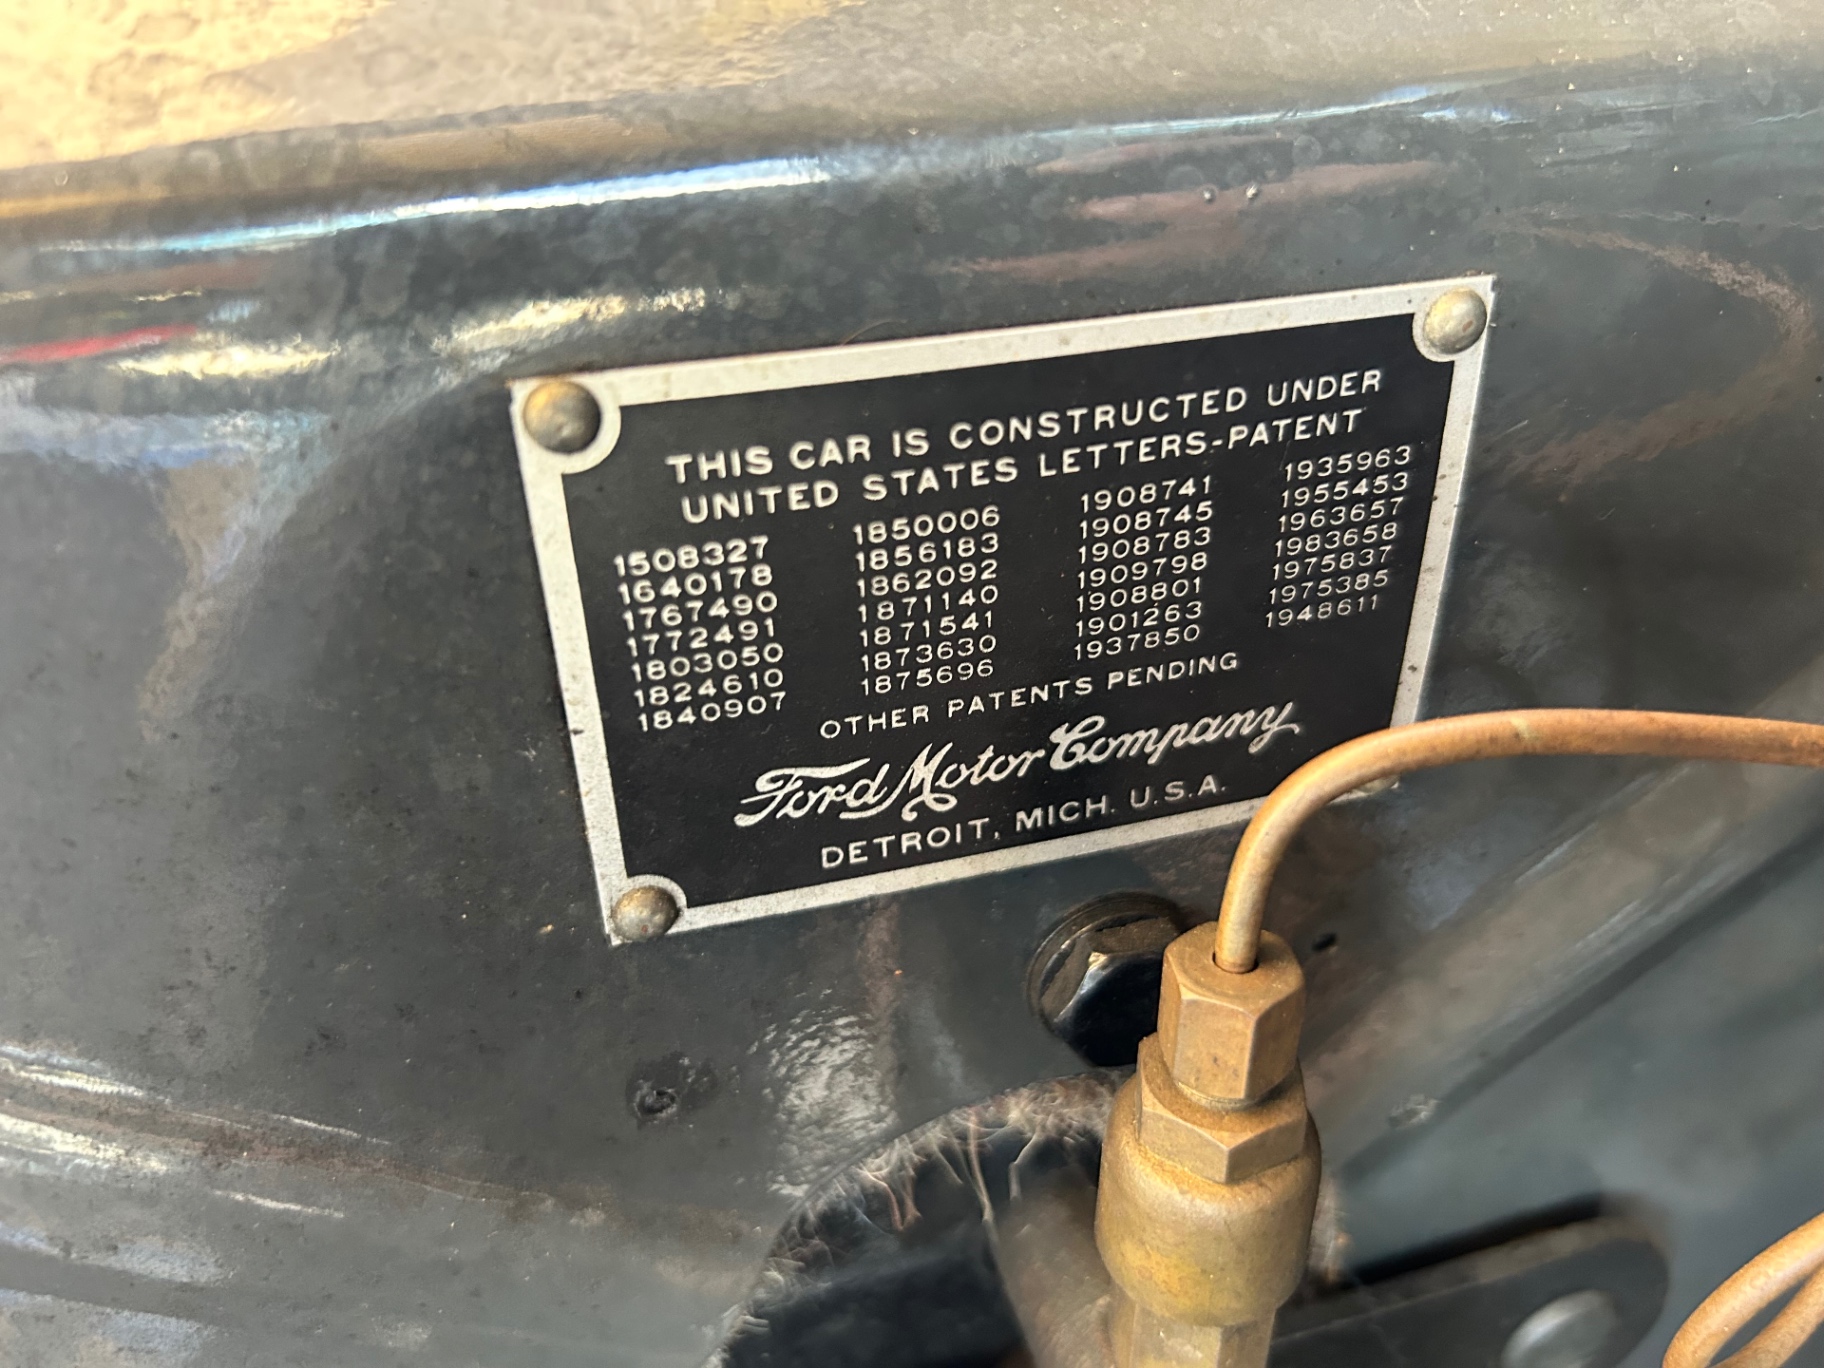 THIS CAR IS CONSTRUCTED UNDER
UNITED STATES LETTERS-PATENT
1508327 1850006 1908741 1935963
1640178 1856183 1908745 1955453
1767490 1862092 1908783 1963657
1772491 1871140 1909798 1983658
1803050 1871541 1908801 1975837
1824610 1873630 1901263 1975385
1840907 1875696 1937850 1948611
OTHER PATENTS PENDING
Ford Motor Company
DETROIT, MICH. U.S.A.